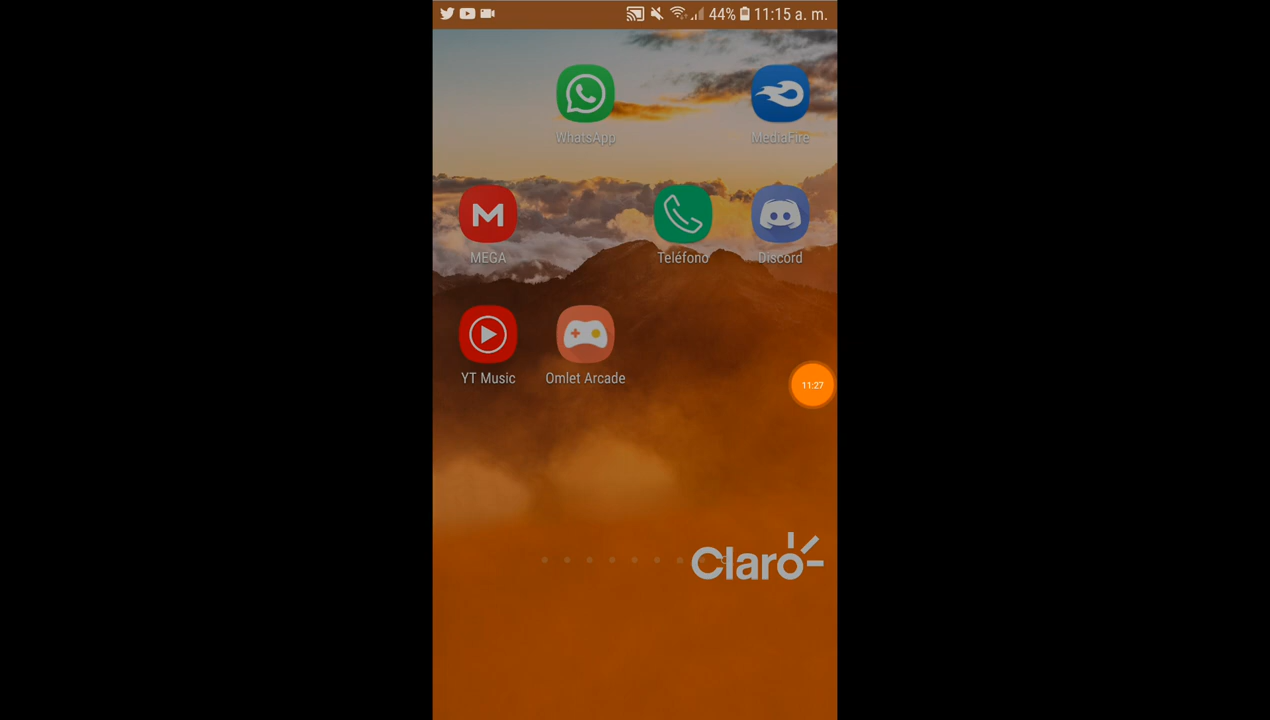 44% 11:15 a. m.
WhatsApp
MediaFire
MEGA
Teléfono
Discord
YT Music
Omlet Arcade
11:27
Claro